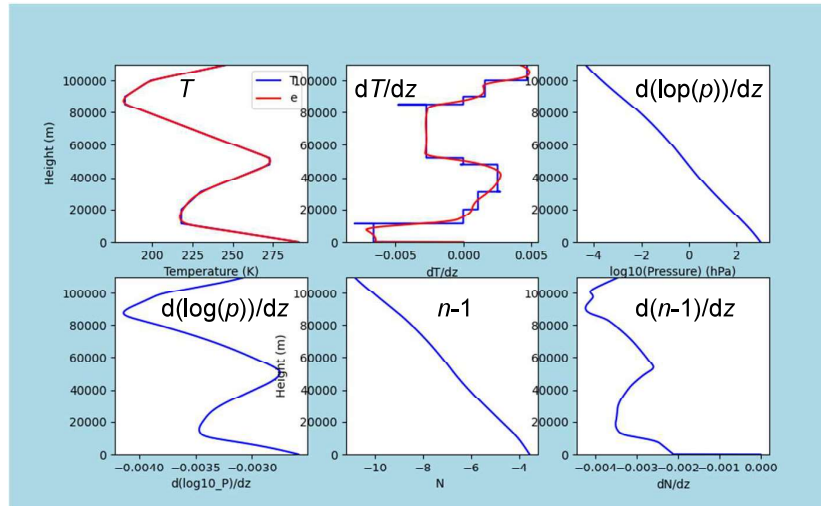 T
T
e
dT/dz
d(lop(p)/dz
Height (m)
100000
80000
60000
40000
20000
0
200 225 250 275
Temperature (K)
100000
80000
60000
40000
20000
0
-0.005 0.000 0.005
dT/dz
100000
80000
60000
40000
20000
0
-4 -2 0 2
log10(Pressure) (hPa)
d(log(p))/dz
n-1
d(n-1)/dz
100000
80000
60000
40000
20000
0
-0.0040 -0.0035 -0.0030
d(log10_P)/dz
Height (m)
100000
80000
60000
40000
20000
0
-10 -8 -6 -4
N
100000
80000
60000
40000
20000
0
-0.004 -0.003 -0.002 -0.001 0.000
dN/dz